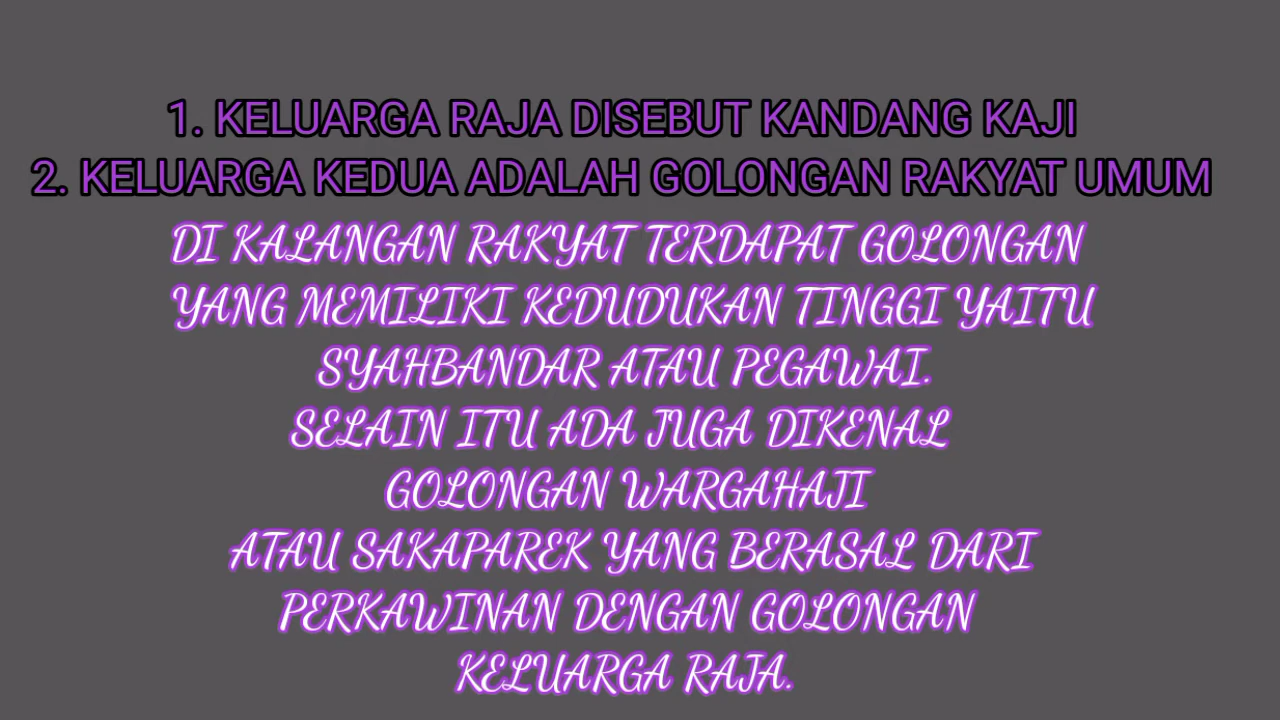 1. KELUARGA RAJA DISEBUT KANDANG KAJI
2. KELUARGA KEDUA ADALAH GOLONGAN RAKYAT UMUM
DI KALANGAN RAKYAT TERDAPAT GOLONGAN
YANG MEMILIKI KEDUDUKAN TINGGI YAITU
SYAHBANDAR ATAU PEGAWAI.
SELAIN ITU ADA JUGA DIKENAL
GOLONGAN WARGAHAJI
ATAU SAKAPAREK YANG BERASAL DARI
PERKAWINAN DENGAN GOLONGAN
KELUARGA RAJA.